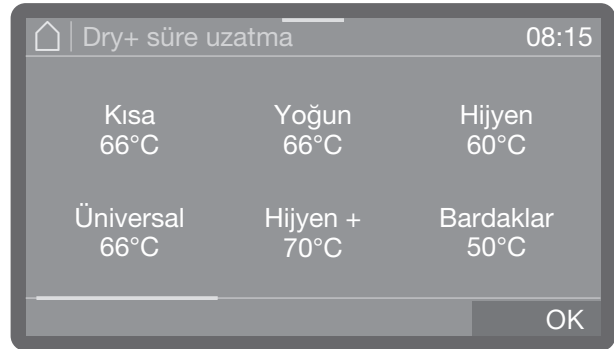 Dry+ süre uzatma 08:15
Kısa Yoğun Hijyen
66°C 66°C 60°C
Üniversal Hijyen + Bardaklar
66°C 70°C 50°C
OK